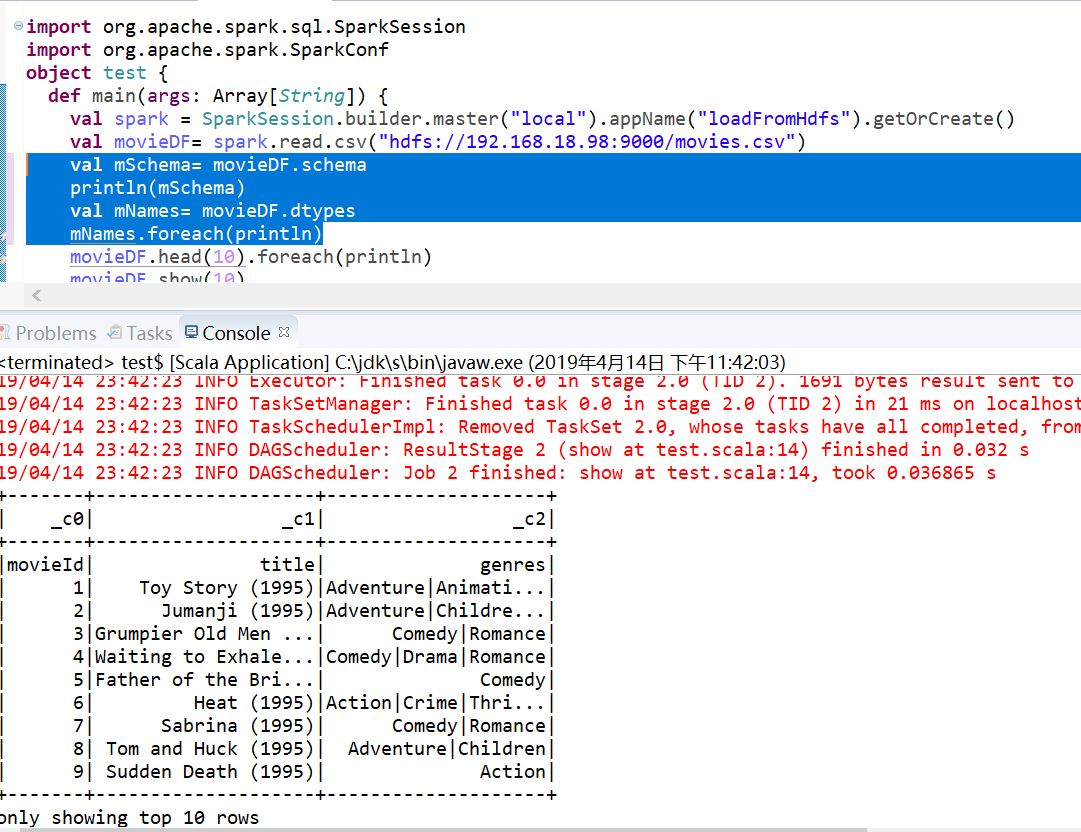 import org.apache.spark.sql.SparkSession
import org.apache.spark.SparkConf
object test {
def main(args: Array[String]) {
val spark = SparkSession.builder.master("local").appName("loadFromHdfs").getOrCreate()
val movieDF= spark.read.csv("hdfs://192.168.18.98:9000/movies.csv")
val mSchema= movieDF.schema
println(mSchema)
val mNames= movieDF.dtypes
mNames.foreach(println)
movieDF.head(10).foreach(println)
movieDF.show(10)
Problems Tasks Console
<terminated> test$ [Scala Application] C:\jdk\s\bin\javaw.exe (2019年4月14日 下午11:42:03)
19/04/14 23:42:23 INFO Executor: Finished task 0.0 in stage 2.0 (TID 2). 1691 bytes result sent to
19/04/14 23:42:23 INFO TaskSetManager: Finished task 0.0 in stage 2.0 (TID 2) in 21 ms on localhost
19/04/14 23:42:23 INFO TaskSchedulerImpl: Removed TaskSet 2.0, whose tasks have all completed, from
19/04/14 23:42:23 INFO DAGScheduler: ResultStage 2 (show at test.scala:14) finished in 0.032 s
19/04/14 23:42:23 INFO DAGScheduler: Job 2 finished: show at test.scala:14, took 0.036865 s
+-------+--------------------+--------------------+
|    _c0|                 _c1|                 _c2|
+-------+--------------------+--------------------+
|movieId|               title|              genres|
|      1|    Toy Story (1995)|Adventure|Animati...|
|      2|      Jumanji (1995)|Adventure|Childre...|
|      3|Grumpier Old Men ...|      Comedy|Romance|
|      4|Waiting to Exhale...|Comedy|Drama|Romance|
|      5|Father of the Bri...|              Comedy|
|      6|         Heat (1995)|Action|Crime|Thri...|
|      7|      Sabrina (1995)|      Comedy|Romance|
|      8| Tom and Huck (1995)|  Adventure|Children|
|      9| Sudden Death (1995)|              Action|
+-------+--------------------+--------------------+
only showing top 10 rows